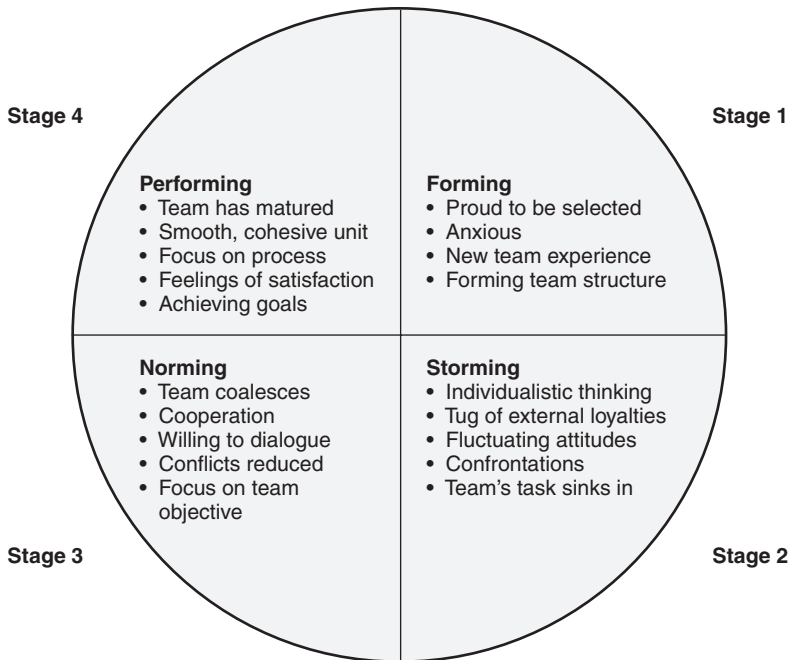 Stage 4
Stage 1
Performing
• Team has matured
• Smooth, cohesive unit
• Focus on process
• Feelings of satisfaction
• Achieving goals
Forming
• Proud to be selected
• Anxious
• New team experience
• Forming team structure
Norming
• Team coalesces
• Cooperation
• Willing to dialogue
• Conflicts reduced
• Focus on team
objective
Storming
• Individualistic thinking
• Tug of external loyalties
• Fluctuating attitudes
• Confrontations
• Team's task sinks in
Stage 3
Stage 2